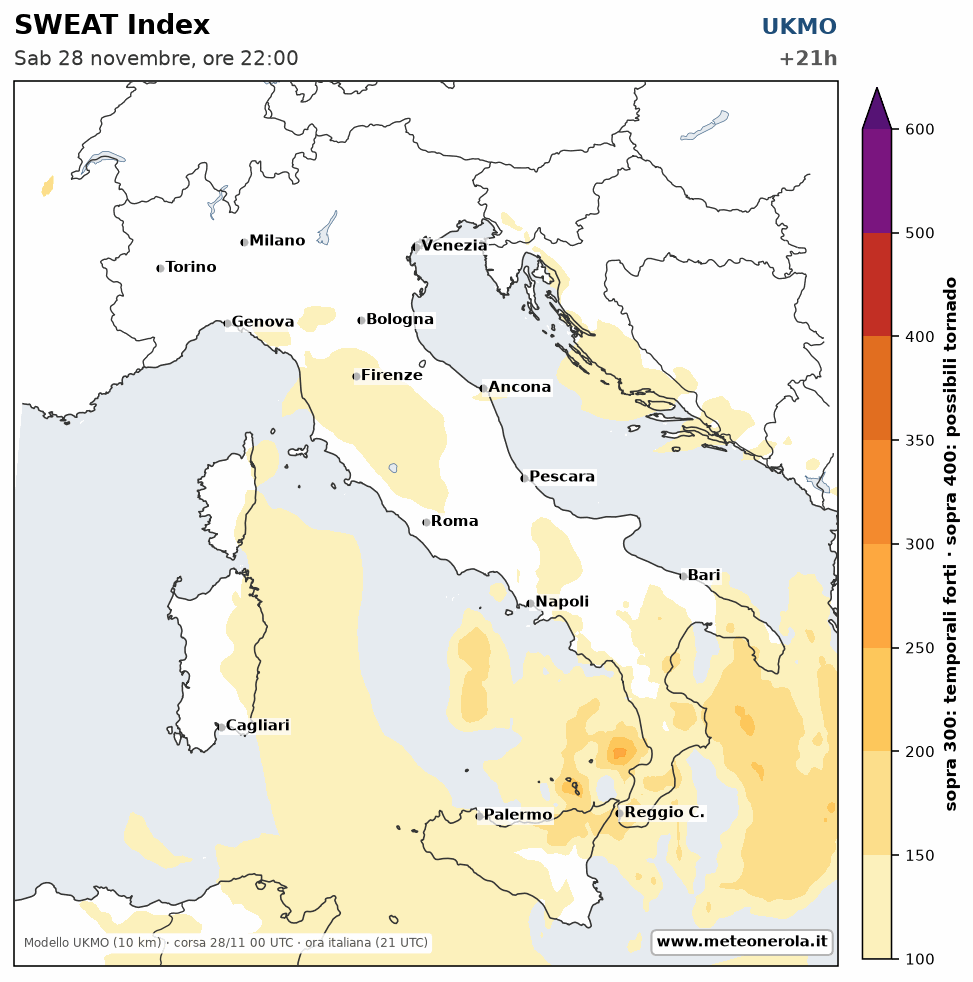 SWEAT Index
UKMO
Sab 28 novembre, ore 22:00
+21h
Milano
Venezia
Torino
Genova
Bologna
Firenze
Ancona
Pescara
Roma
Bari
Napoli
Cagliari
Palermo
Reggio C.
600
500
400
350
300
250
200
150
100
sopra 300: temporali forti · sopra 400: possibili tornado
Modello UKMO (10 km) · corsa 28/11 00 UTC · ora italiana (21 UTC)
www.meteonerola.it